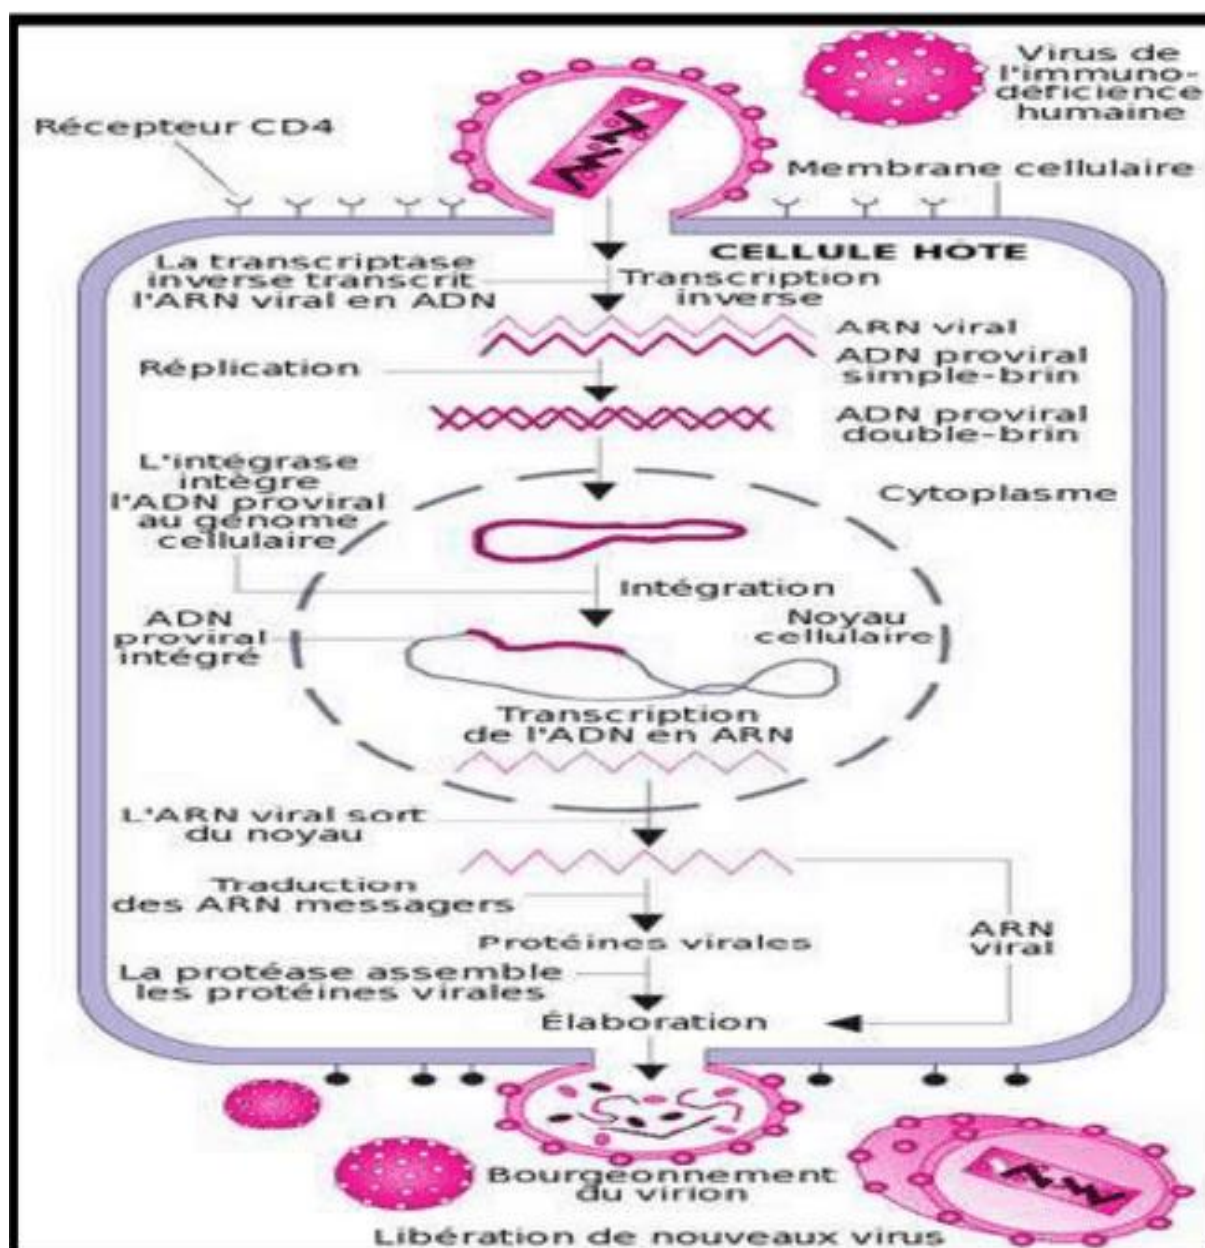 Virus de
l'immuno-
déficience
humaine
Récepteur CD4
Membrane cellulaire
CELLULE HÔTE
La transcriptase
inverse transcrit
l'ARN viral en ADN
Transcription
inverse
ARN viral
ADN proviral
simple-brin
Réplication
ADN proviral
double-brin
L'intégrase
intègre
l'ADN proviral
au génome
cellulaire
Cytoplasme
Intégration
ADN
proviral
intégré
Noyau
cellulaire
Transcription
de l'ADN en ARN
L'ARN viral sort
du noyau
Traduction
des ARN messagers
ARN
viral
Protéines virales
La protéase assemble
les protéines virales
Élaboration
Bourgeonnement
du virion
Libération de nouveaux virus